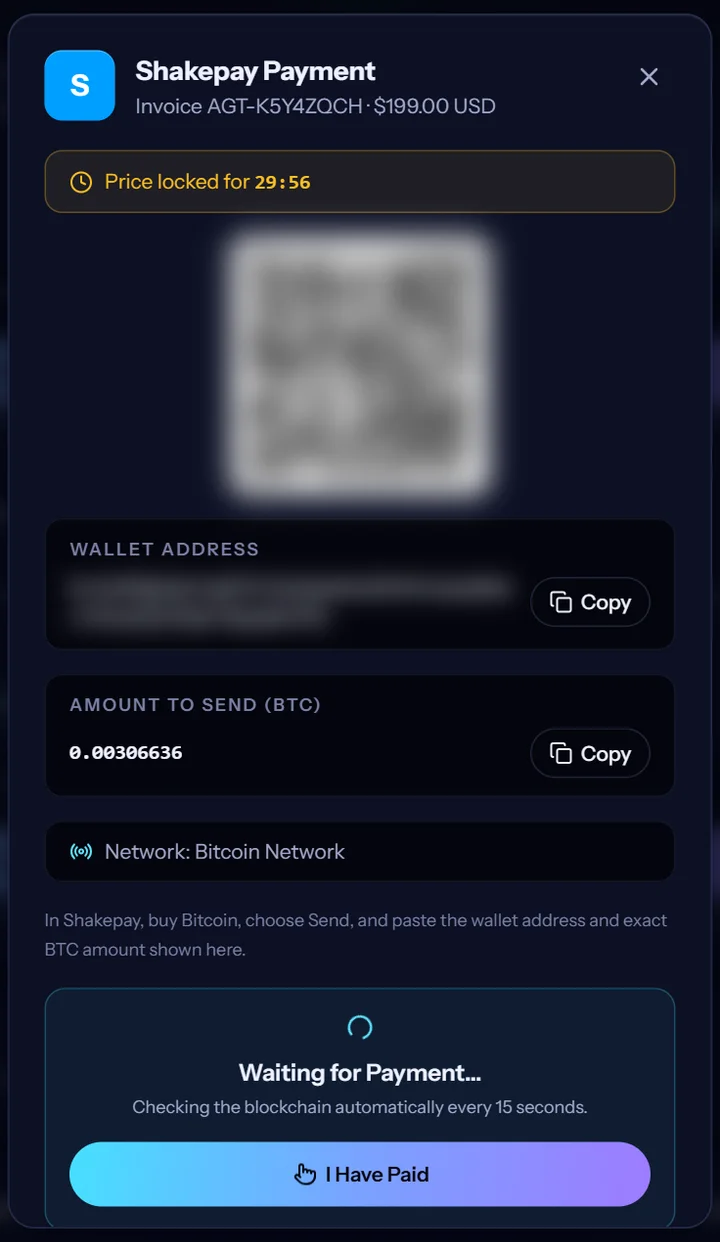 S
Shakepay Payment
Invoice AGT-K5Y4ZQCH · $199.00 USD
Price locked for 29:56
WALLET ADDRESS
Copy
AMOUNT TO SEND (BTC)
0.00306636
Copy
Network: Bitcoin Network
In Shakepay, buy Bitcoin, choose Send, and paste the wallet address and exact
BTC amount shown here.
Waiting for Payment...
Checking the blockchain automatically every 15 seconds.
I Have Paid